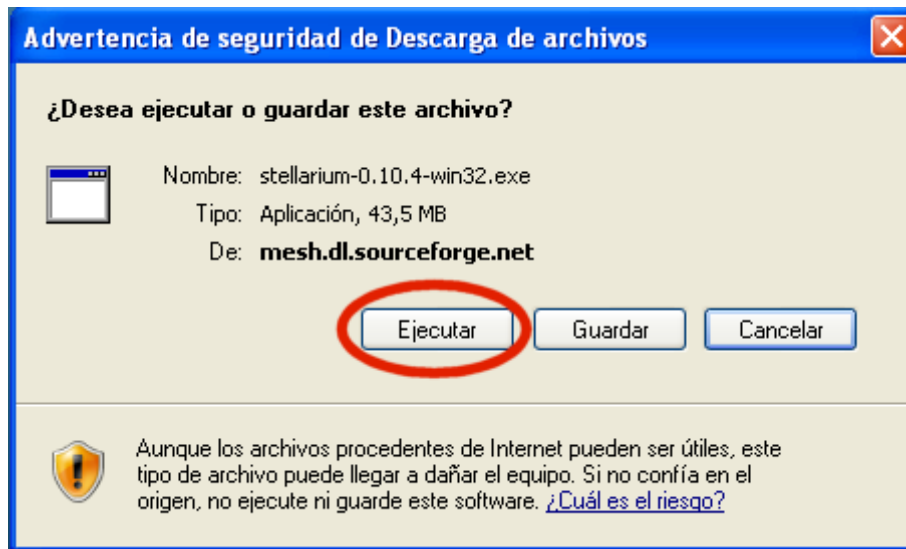 Advertencia de seguridad de Descarga de archivos
¿Desea ejecutar o guardar este archivo?
Nombre: stellarium-0.10.4-win32.exe
Tipo: Aplicación, 43,5 MB
De: mesh.dl.sourceforge.net
Ejecutar Guardar Cancelar
Aunque los archivos procedentes de Internet pueden ser útiles, este
tipo de archivo puede llegar a dañar el equipo. Si no confía en el
origen, no ejecute ni guarde este software. ¿Cuál es el riesgo?